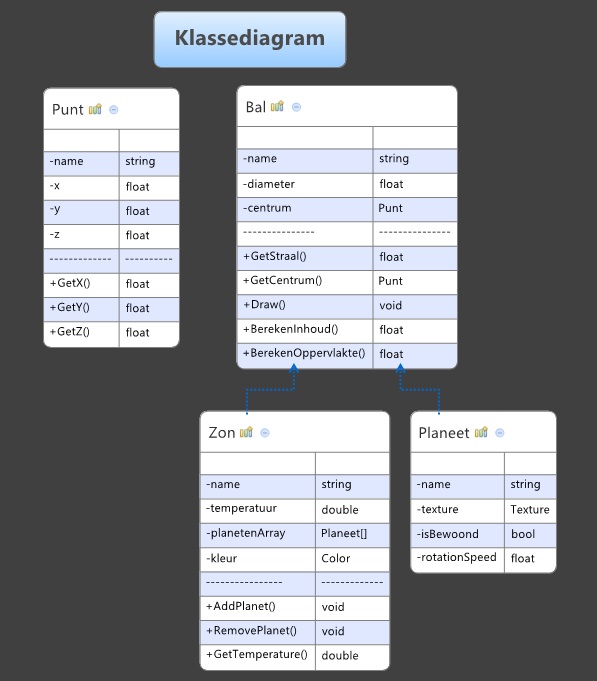 Klassediagram
Punt
-name string
-x float
-y float
-z float
------------- ----------
+GetX() float
+GetY() float
+GetZ() float
Bal
-name string
-diameter float
-centrum Punt
--------------- ---------------
+GetStraal() float
+GetCentrum() Punt
+Draw() void
+BerekenInhoud() float
+BerekenOppervlakte() float
Zon
-name string
-temperatuur double
-planetenArray Planeet[]
-kleur Color
---------------- -------------
+AddPlanet() void
+RemovePlanet() void
+GetTemperature() double
Planeet
-name string
-texture Texture
-isBewoond bool
-rotationSpeed float